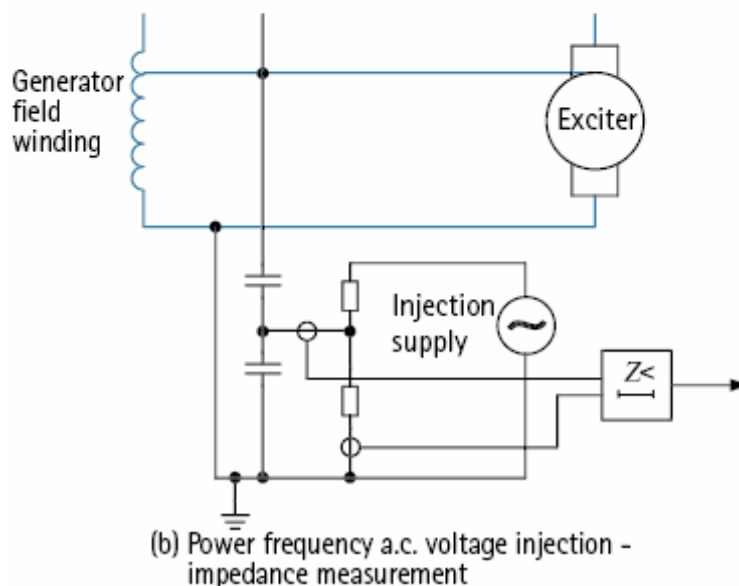 Generator
field
winding
Exciter
Injection
supply
Z<
(b) Power frequency a.c. voltage injection -
impedance measurement